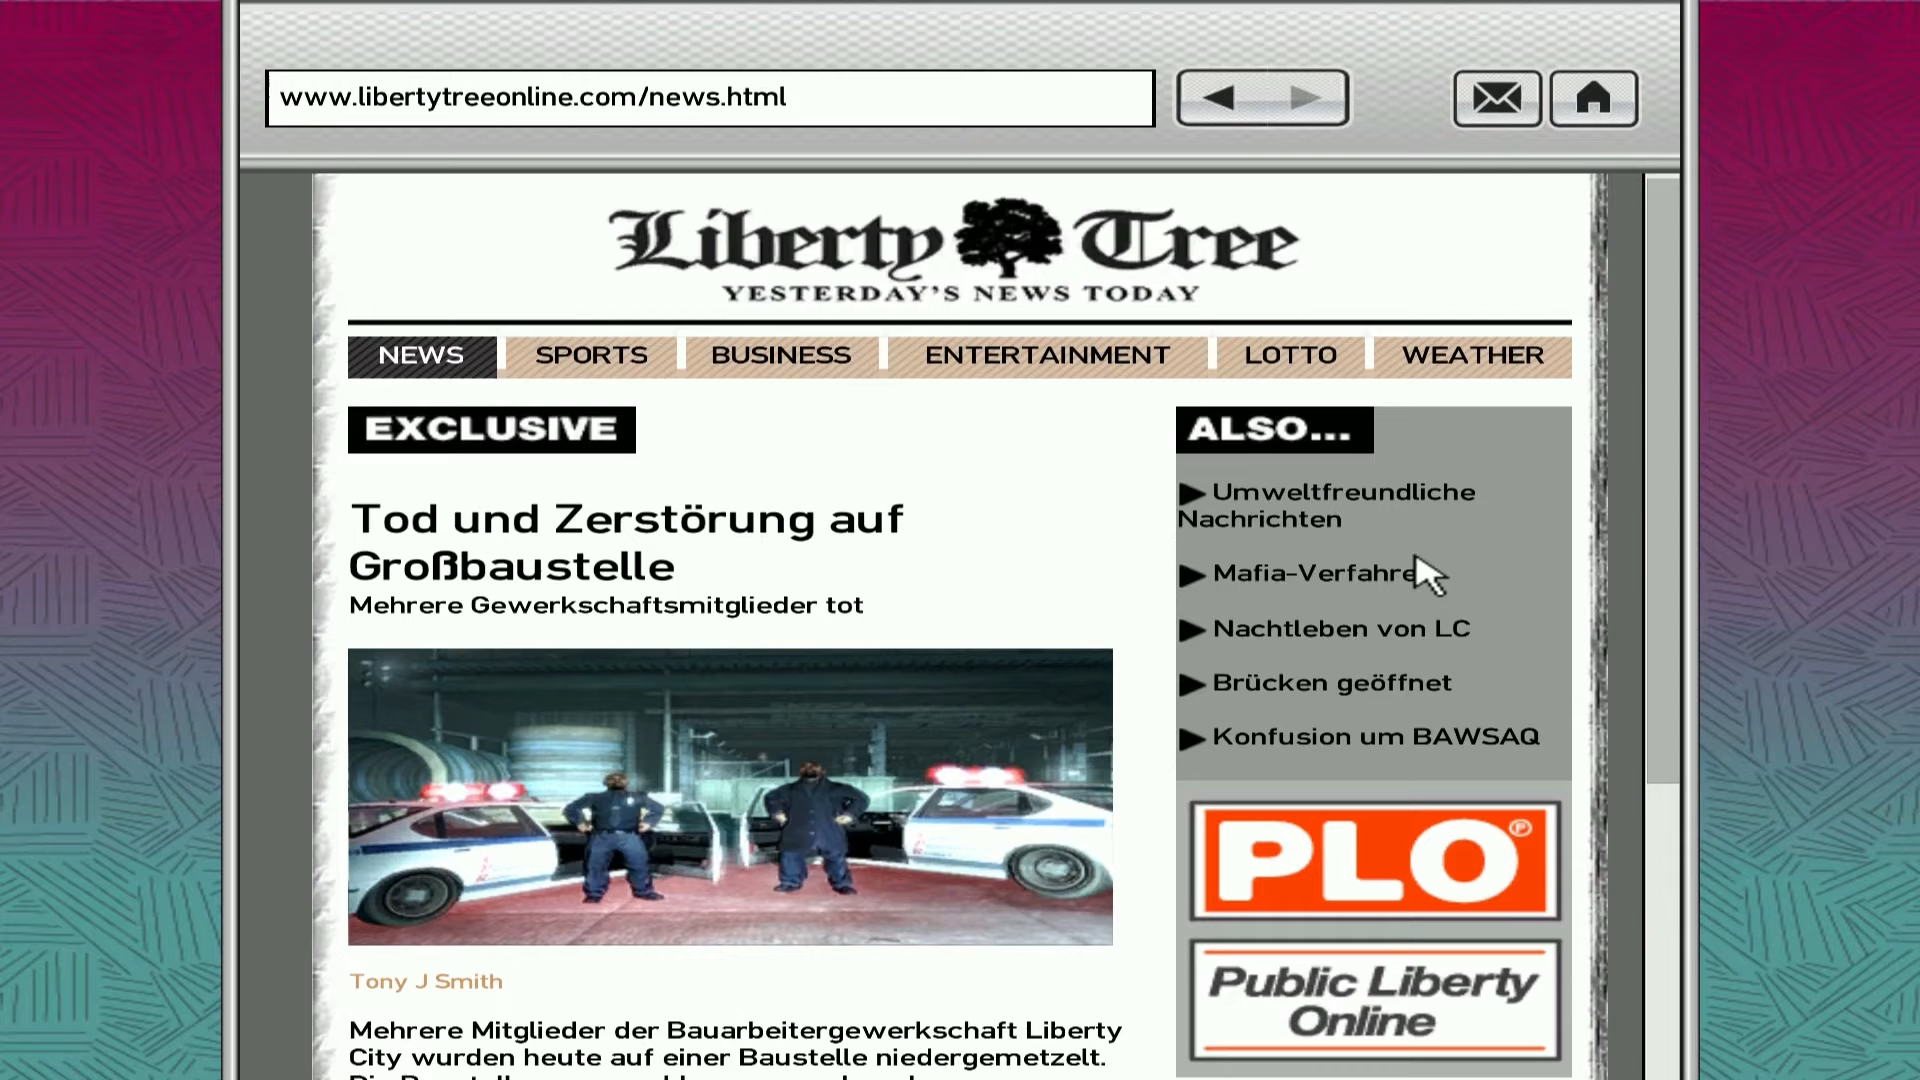 www.libertytreeonline.com/news.html
Liberty Tree
YESTERDAY'S NEWS TODAY
NEWS SPORTS BUSINESS ENTERTAINMENT LOTTO WEATHER
EXCLUSIVE
Tod und Zerstörung auf
Großbaustelle
Mehrere Gewerkschaftsmitglieder tot
Tony J Smith
Mehrere Mitglieder der Bauarbeitergewerkschaft Liberty
City wurden heute auf einer Baustelle niedergemetzelt.
ALSO...
Umweltfreundliche
Nachrichten
Mafia-Verfahre
Nachtleben von LC
Brücken geöffnet
Konfusion um BAWSAQ
PLO
Public Liberty
Online